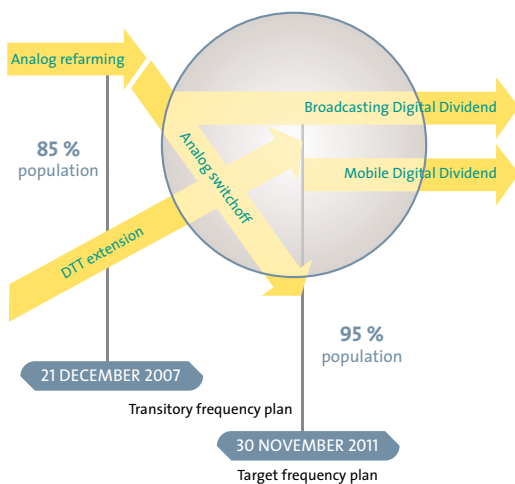 Analog refarming
Broadcasting Digital Dividend
85 %
population
Analog switchoff
Mobile Digital Dividend
DTT extension
95 %
population
21 DECEMBER 2007
Transitory frequency plan
30 NOVEMBER 2011
Target frequency plan